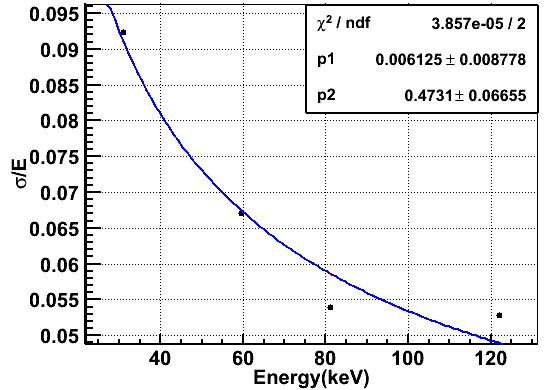 χ² / ndf 3.857e-05 / 2
p1 0.006125 ± 0.008778
p2 0.4731 ± 0.06655
σ/E
0.095
0.09
0.085
0.08
0.075
0.07
0.065
0.06
0.055
0.05
40 60 80 100 120
Energy(keV)